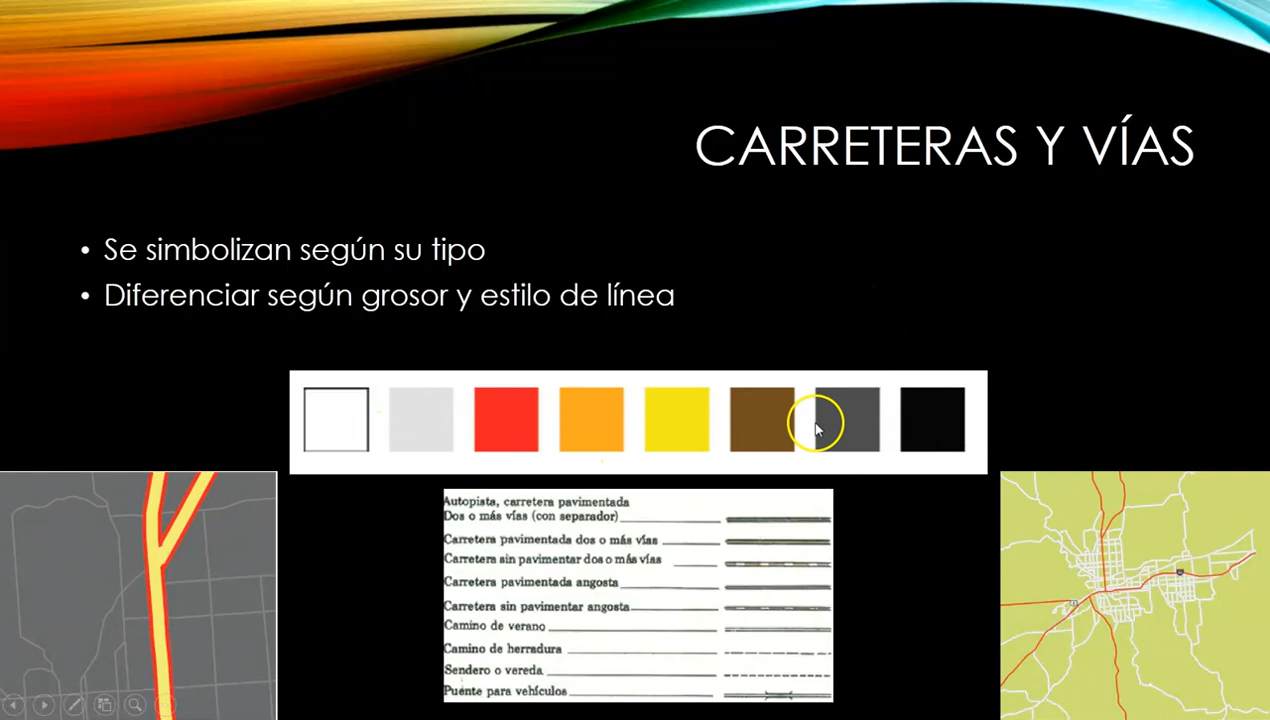 CARRETERAS Y VÍAS
• Se simbolizan según su tipo
• Diferenciar según grosor y estilo de línea
Autopista, carretera pavimentada
Dos o más vías (con separador)
Carretera pavimentada dos o más vías
Carretera sin pavimentar dos o más vías
Carretera pavimentada angosta
Carretera sin pavimentar angosta
Camino de verano
Camino de herradura
Sendero o vereda
Puente para vehículos